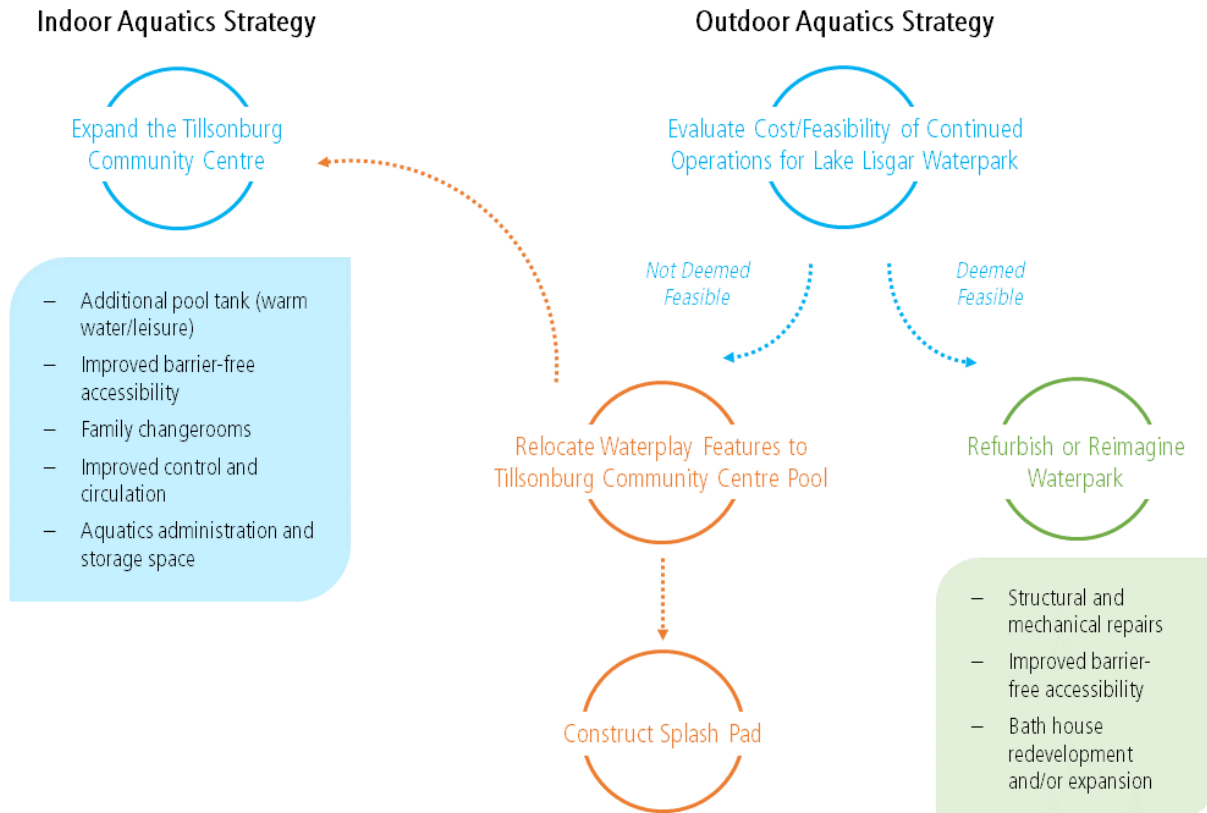 Indoor Aquatics Strategy
Outdoor Aquatics Strategy
Expand the Tillsonburg
Community Centre
Evaluate Cost/Feasibility of Continued
Operations for Lake Lisgar Waterpark
– Additional pool tank (warm
water/leisure)
– Improved barrier-free
accessibility
– Family changerooms
– Improved control and
circulation
– Aquatics administration and
storage space
Not Deemed
Feasible
Deemed
Feasible
Relocate Waterplay Features to
Tillsonburg Community Centre Pool
Refurbish or Reimagine
Waterpark
Construct Splash Pad
– Structural and
mechanical repairs
– Improved barrier-
free accessibility
– Bath house
redevelopment
and/or expansion